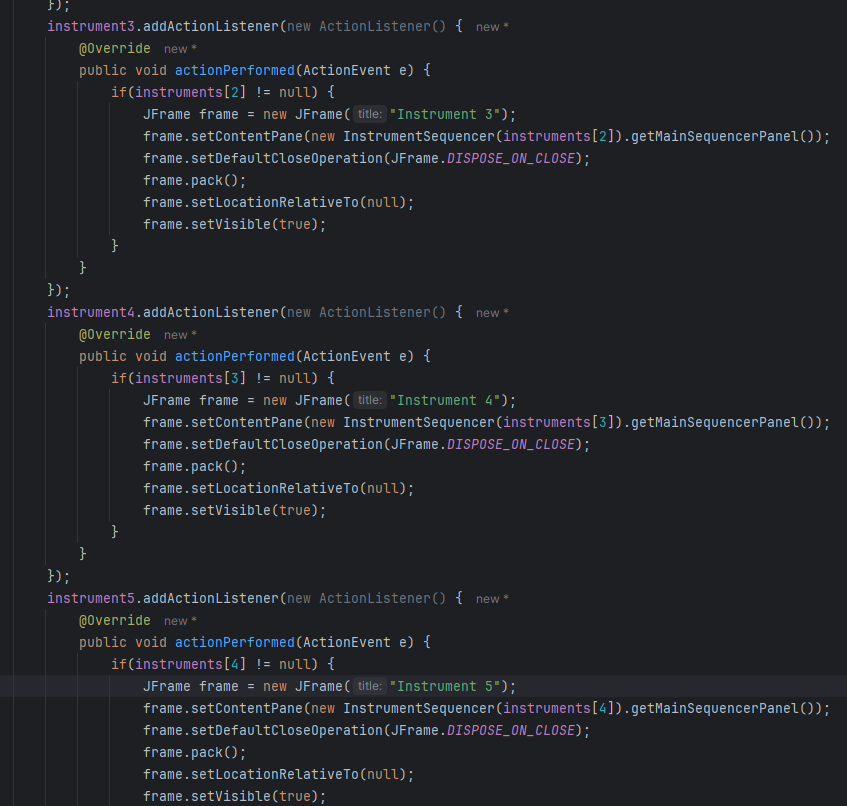 });
instrument3.addActionListener(new ActionListener() { new *
@Override new *
public void actionPerformed(ActionEvent e) {
if(instruments[2] != null) {
JFrame frame = new JFrame( title: "Instrument 3");
frame.setContentPane(new InstrumentSequencer(instruments[2]).getMainSequencerPanel());
frame.setDefaultCloseOperation(JFrame.DISPOSE_ON_CLOSE);
frame.pack();
frame.setLocationRelativeTo(null);
frame.setVisible(true);
}
}
});
instrument4.addActionListener(new ActionListener() { new *
@Override new *
public void actionPerformed(ActionEvent e) {
if(instruments[3] != null) {
JFrame frame = new JFrame( title: "Instrument 4");
frame.setContentPane(new InstrumentSequencer(instruments[3]).getMainSequencerPanel());
frame.setDefaultCloseOperation(JFrame.DISPOSE_ON_CLOSE);
frame.pack();
frame.setLocationRelativeTo(null);
frame.setVisible(true);
}
}
});
instrument5.addActionListener(new ActionListener() { new *
@Override new *
public void actionPerformed(ActionEvent e) {
if(instruments[4] != null) {
JFrame frame = new JFrame( title: "Instrument 5");
frame.setContentPane(new InstrumentSequencer(instruments[4]).getMainSequencerPanel());
frame.setDefaultCloseOperation(JFrame.DISPOSE_ON_CLOSE);
frame.pack();
frame.setLocationRelativeTo(null);
frame.setVisible(true);